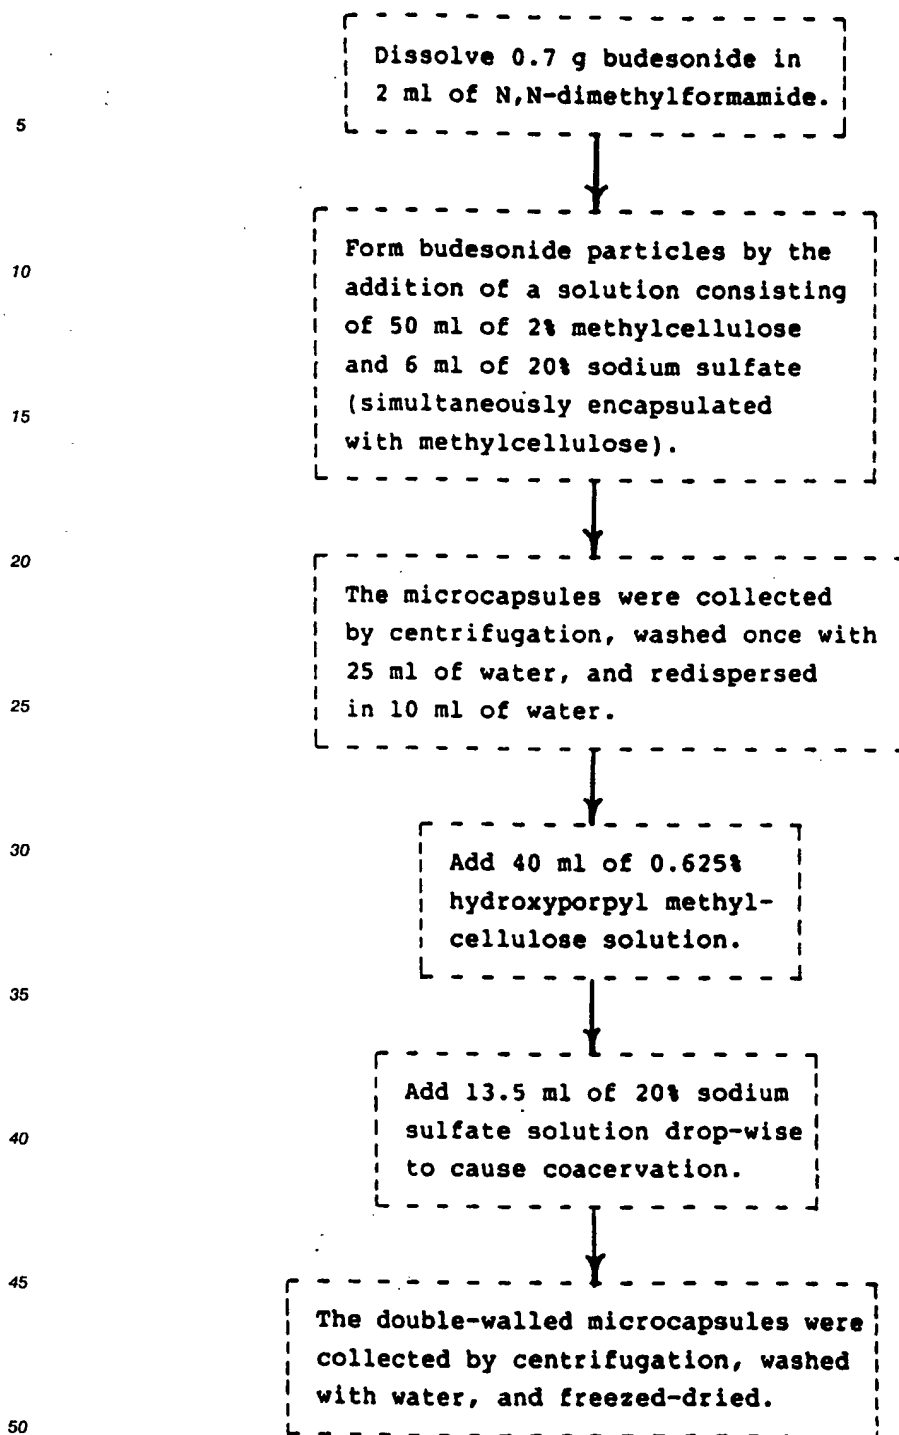 Dissolve 0.7 g budesonide in
2 ml of N,N-dimethylformamide.
5
Form budesonide particles by the
10
addition of a solution consisting
of 50 ml of 2% methylcellulose
and 6 ml of 20% sodium sulfate
(simultaneously encapsulated
15
with methylcellulose).
20
The microcapsules were collected
by centrifugation, washed once with
25 ml of water, and redispersed
25
in 10 ml of water.
30
Add 40 ml of 0.625%
hydroxyporpyl methyl-
cellulose solution.
35
Add 13.5 ml of 20% sodium
sulfate solution drop-wise
40
to cause coacervation.
45
The double-walled microcapsules were
collected by centrifugation, washed
with water, and freezed-dried.
50